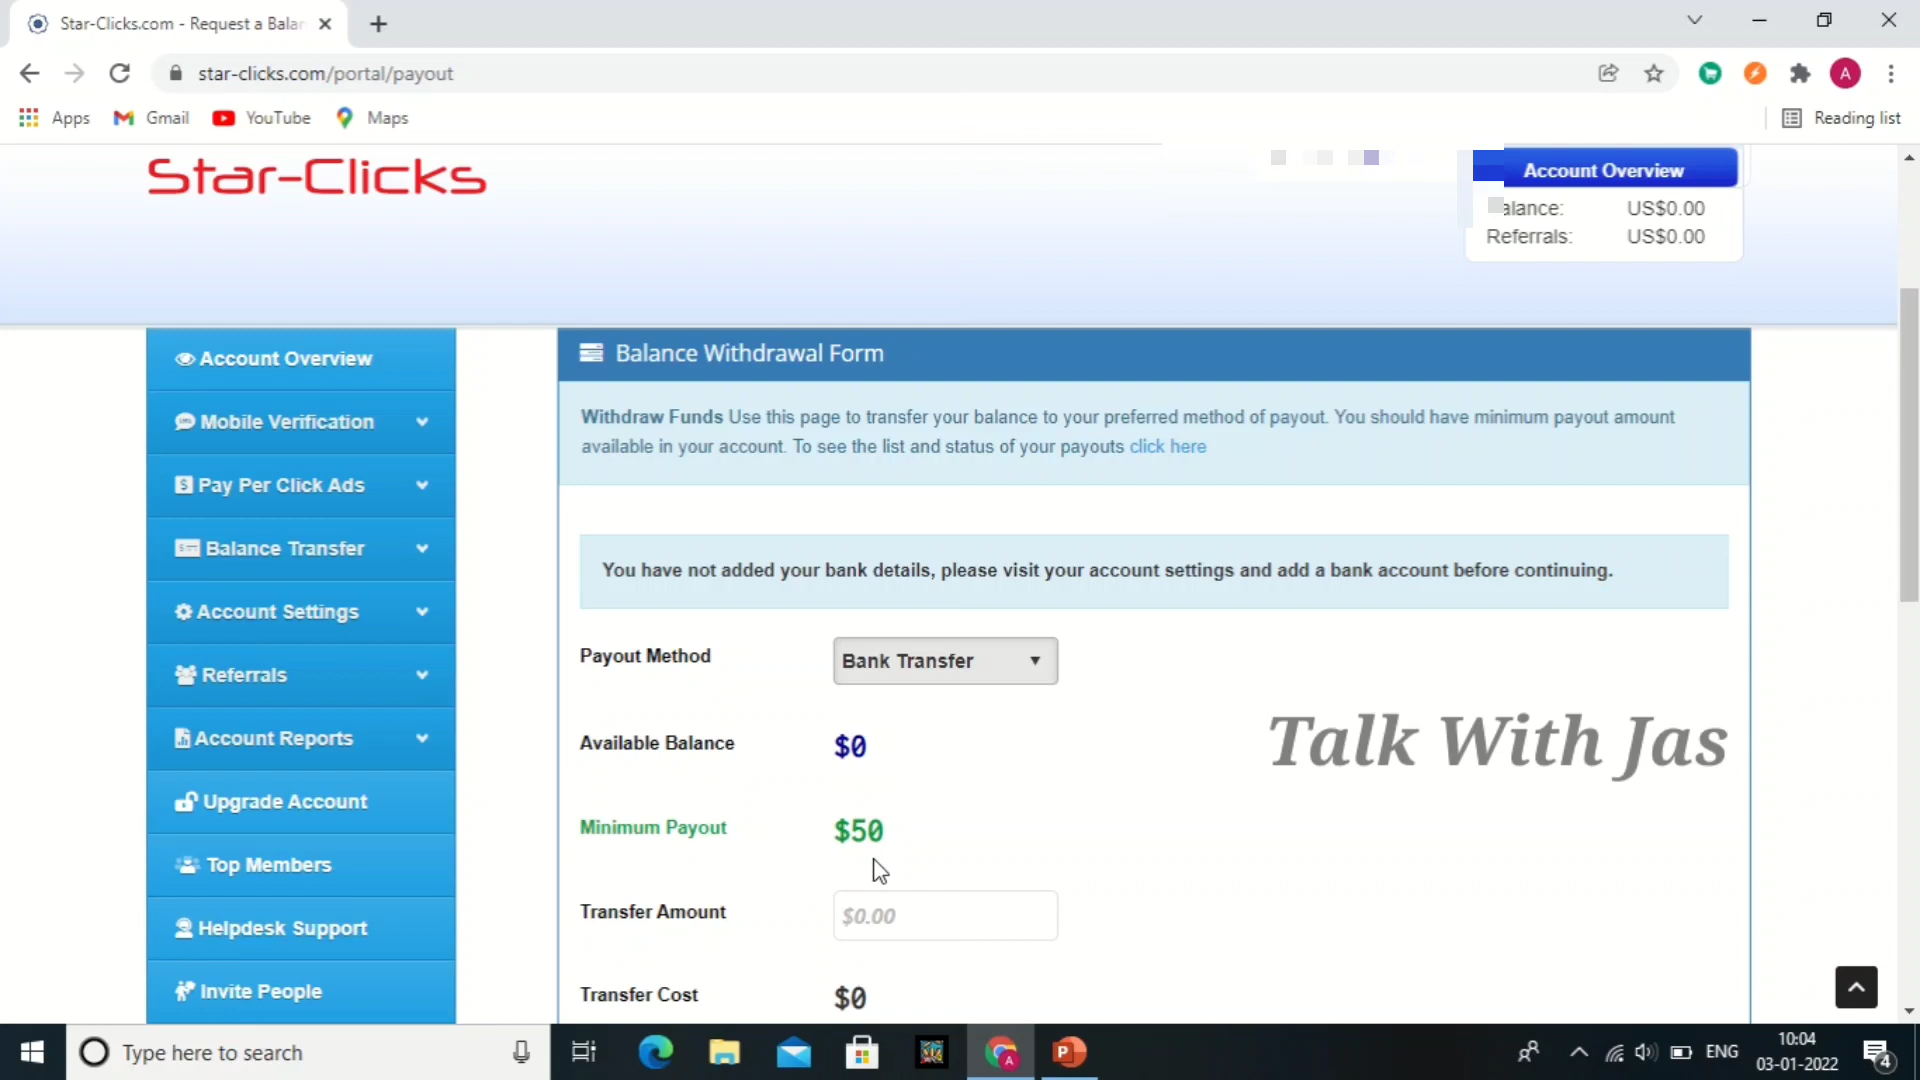 Star-Clicks.com - Request a Balan
star-clicks.com/portal/payout
A
Apps
Gmail
YouTube
Maps
Reading list
Star-Clicks
Account Overview
alance: US$0.00
Referrals: US$0.00
Account Overview
Mobile Verification
Pay Per Click Ads
Balance Transfer
Account Settings
Referrals
Account Reports
Upgrade Account
Top Members
Helpdesk Support
Invite People
Balance Withdrawal Form
Withdraw Funds Use this page to transfer your balance to your preferred method of payout. You should have minimum payout amount
available in your account. To see the list and status of your payouts click here
You have not added your bank details, please visit your account settings and add a bank account before continuing.
Payout Method Bank Transfer
Available Balance $0
Talk With Jas
Minimum Payout $50
Transfer Amount $0.00
Transfer Cost $0
Type here to search
A
P
ENG
10:04
03-01-2022
4